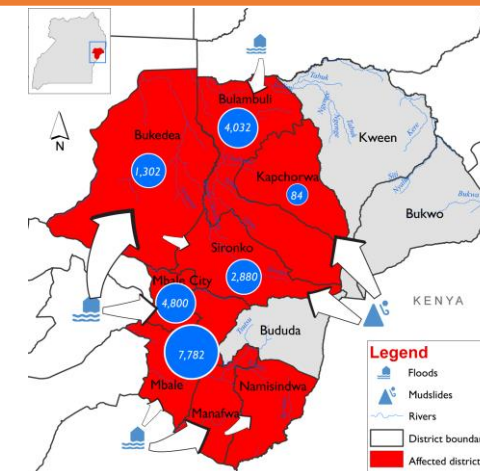 N
Bulambuli
4,032
Bukedea
1,302
Kween
Kapchorwa
84
Bukwo
Sironko
2,880
Mbale City
4,800
KENYA
Bududa
7,782
Mbale
Namisindwa
Manafwa
Legend
Floods
Mudslides
Rivers
District bounda
Affected district